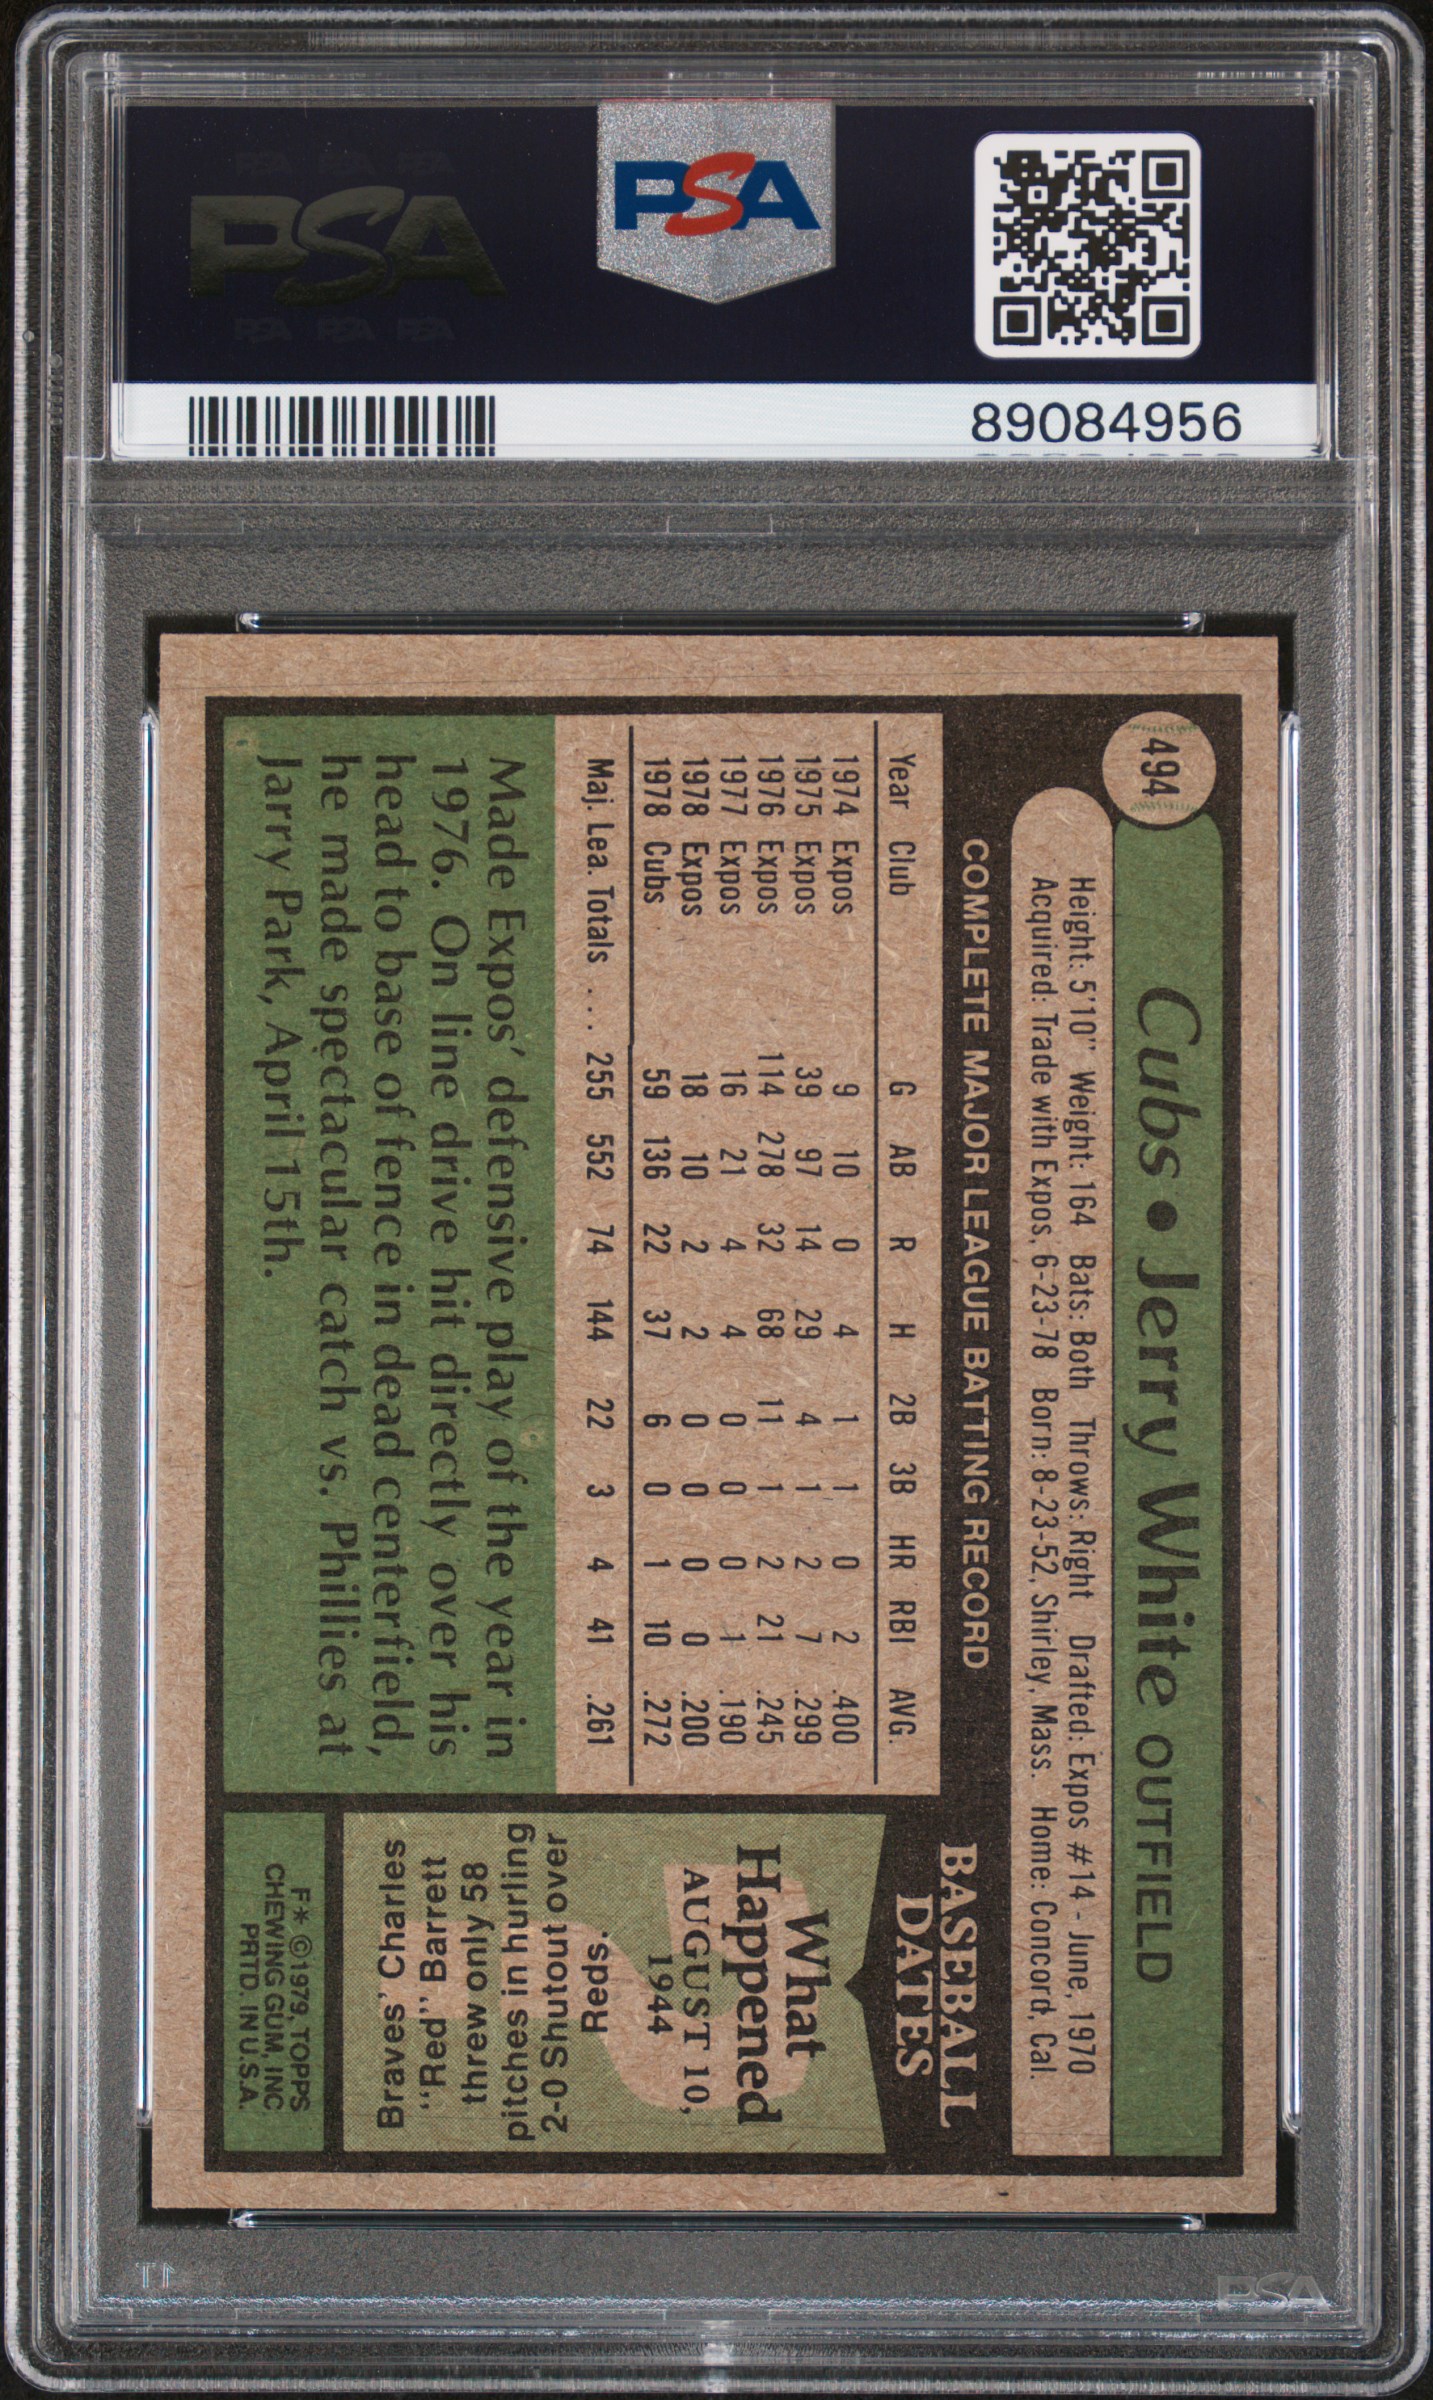 PSA PSA PSA
PSA
PSA PSA PSA
PSA
89084956
494
Cubs • Jerry White OUTFIELD
Height: 5'10" Weight: 164 Bats: Both Throws: Right Drafted: Expos #14 - June, 1970
Acquired: Trade with Expos, 6-23-78 Born: 8-23-52, Shirley, Mass. Home: Concord, Cal.
COMPLETE MAJOR LEAGUE BATTING RECORD
Year Club G AB R H 2B 3B HR RBI AVG.
1974 Expos 9 10 0 4 1 1 0 2 .400
1975 Expos 39 97 14 29 4 1 2 7 .299
1976 Expos 114 278 32 68 11 1 2 21 .245
1977 Expos 16 21 4 4 0 0 0 1 .190
1978 Expos 18 10 2 2 0 0 0 0 .200
1978 Cubs 59 136 22 37 6 0 1 10 .272
Maj. Lea. Totals ... 255 552 74 144 22 3 4 41 .261
Made Expos' defensive play of the year in
1976. On line drive hit directly over his
head to base of fence in dead centerfield,
he made spectacular catch vs. Phillies at
Jarry Park, April 15th.
BASEBALL
DATES
What
Happened
AUGUST 10,
1944
Reds.
2-0 Shutout over
pitches in hurling
threw only 58
"Red" Barrett
Braves' Charles
F* ©1979, TOPPS
CHEWING GUM, INC.
PRTD. IN U.S.A.
PSA